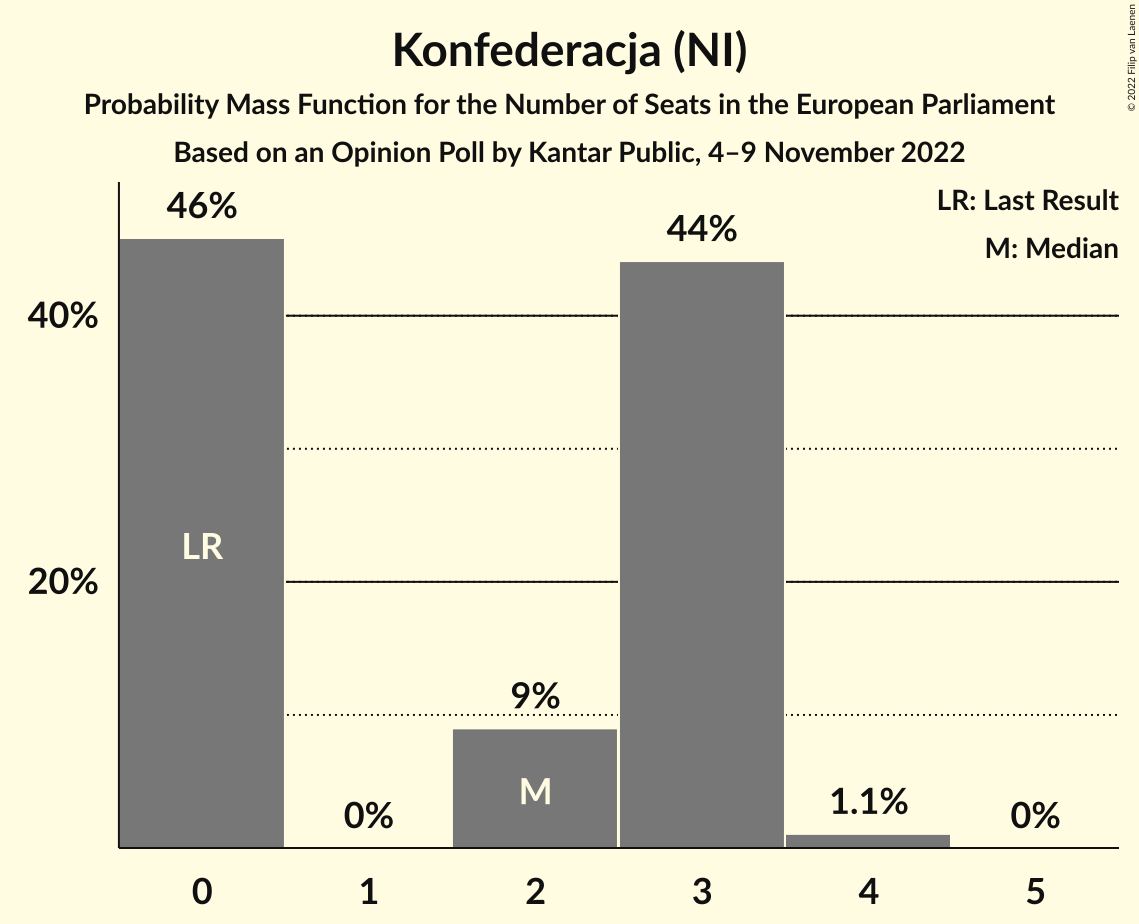 Konfederacja (NI)
Probability Mass Function for the Number of Seats in the European Parliament
Based on an Opinion Poll by Kantar Public, 4–9 November 2022
© 2022 Filip van Laenen
LR: Last Result
M: Median
46%
0%
9%
44%
1.1%
0%
40%
20%
LR
M
0 1 2 3 4 5